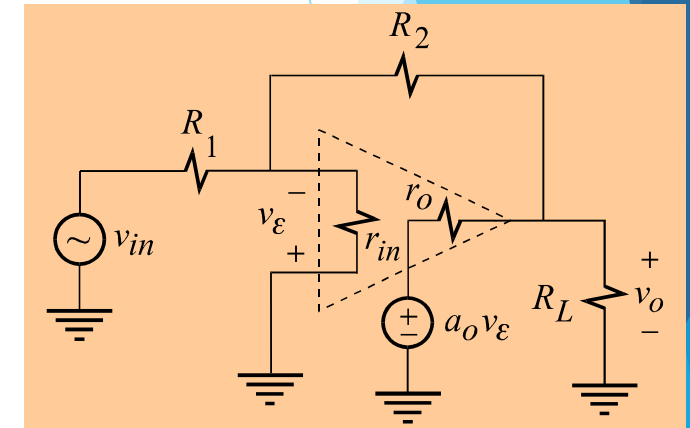 R2
R1
ro
−
vε
rin
~
vin
+
+
RL
vo
+
−
aovε
−